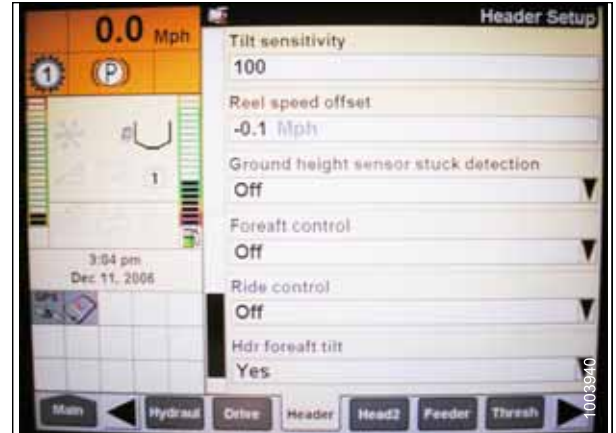 0.0 Mph
Header Setup
Tilt sensitivity
100
1
P
Reel speed offset
-0.1 Mph
Ground height sensor stuck detection
Off
1
Foreaft control
Off
3:04 pm
Dec 11, 2006
Ride control
Off
GPS
Hdr foreaft tilt
Yes
Main
Hydraul
Drive
Header
Head2
Feeder
Thresh
1003940